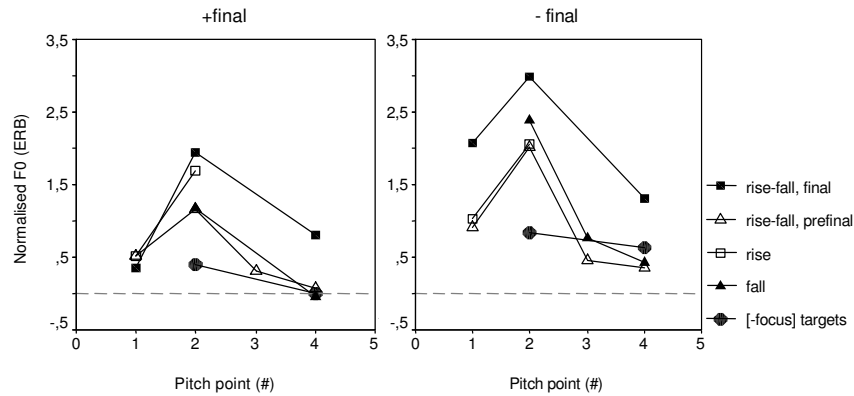 +final
- final
Normalised F0 (ERB)
3,5
2,5
1,5
,5
-,5
0 1 2 3 4 5
Pitch point (#)
3,5
2,5
1,5
,5
-,5
0 1 2 3 4 5
Pitch point (#)
rise-fall, final
rise-fall, prefinal
rise
fall
[-focus] targets